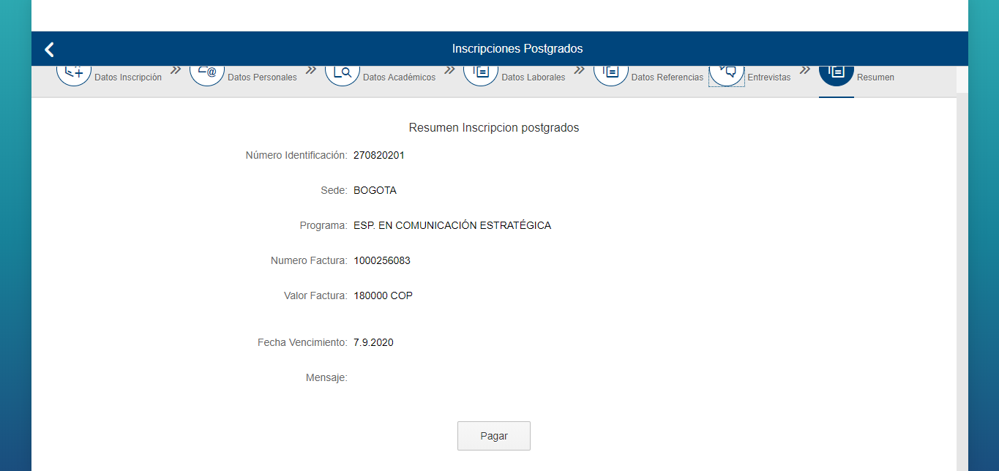 Inscripciones Postgrados
Datos Inscripción
Datos Personales
Datos Académicos
Datos Laborales
Datos Referencias
Entrevistas
Resumen
Resumen Inscripcion postgrados
Número Identificación: 270820201
Sede: BOGOTA
Programa: ESP. EN COMUNICACIÓN ESTRATÉGICA
Numero Factura: 1000256083
Valor Factura: 180000 COP
Fecha Vencimiento: 7.9.2020
Mensaje:
Pagar